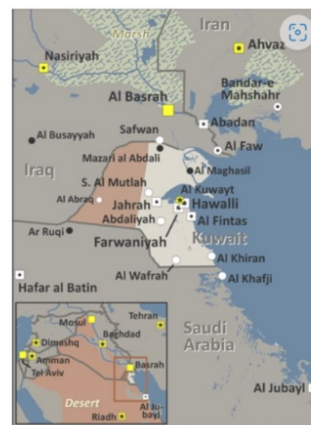 Iran
Marsh
Ahvaz
Nasiriyah
Bandar-e
Mahshahr
Al Basrah
Abadan
Safwan
Al Busayyah
Al Faw
Mazari al Abdali
Iraq
Al Maghasil
S. Al Mutlah
Al Kuwayt
Al Abraq
Jahrah
Hawalli
Abdaliyah
Al Fintas
Ar Ruqi
Farwaniyah
Kuwait
Al Khiran
Al Wafrah
Hafar al Batin
Al Khafji
Saudi
Arabia
Mosul
Tehran
Dimashq
Baghdad
Amman
Tel Aviv
Basrah
Desert
Al Ju-
bayl
Riadh
Al Jubayl